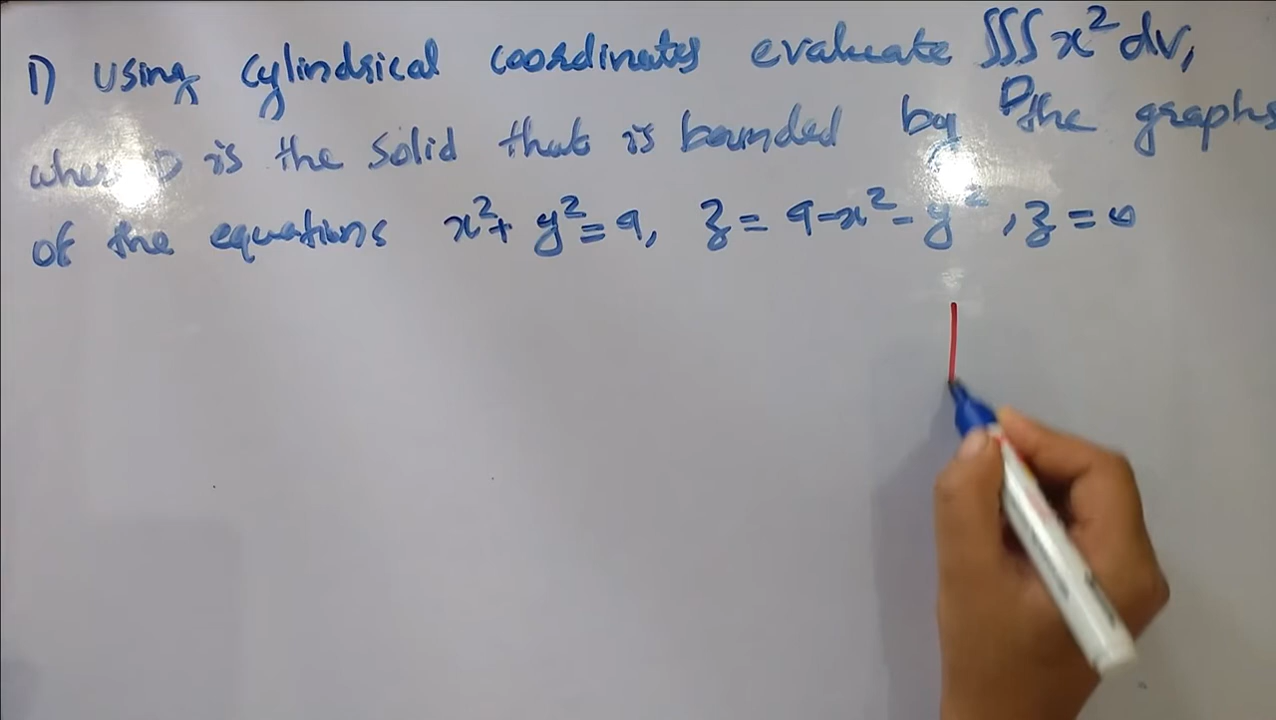 1) Using cylindrical coordinates evaluate ∭ x² dv,
D
where D is the solid that is bounded by the graphs
of the equations x² + y² = 9, z = 9 - x² - y², z = 0